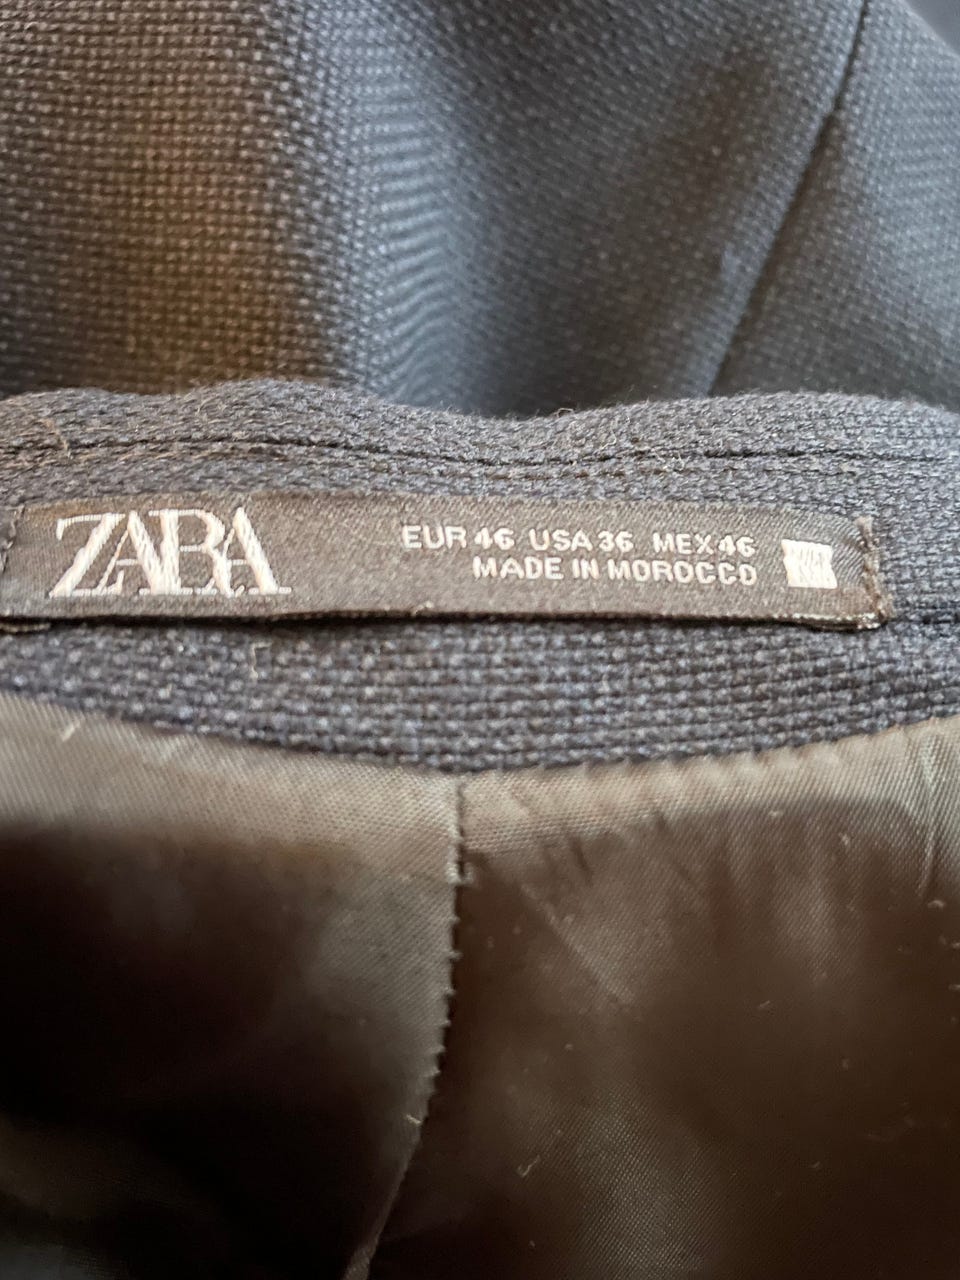 ZARA
EUR 46 USA 36 MEX 46
MADE IN MOROCCO